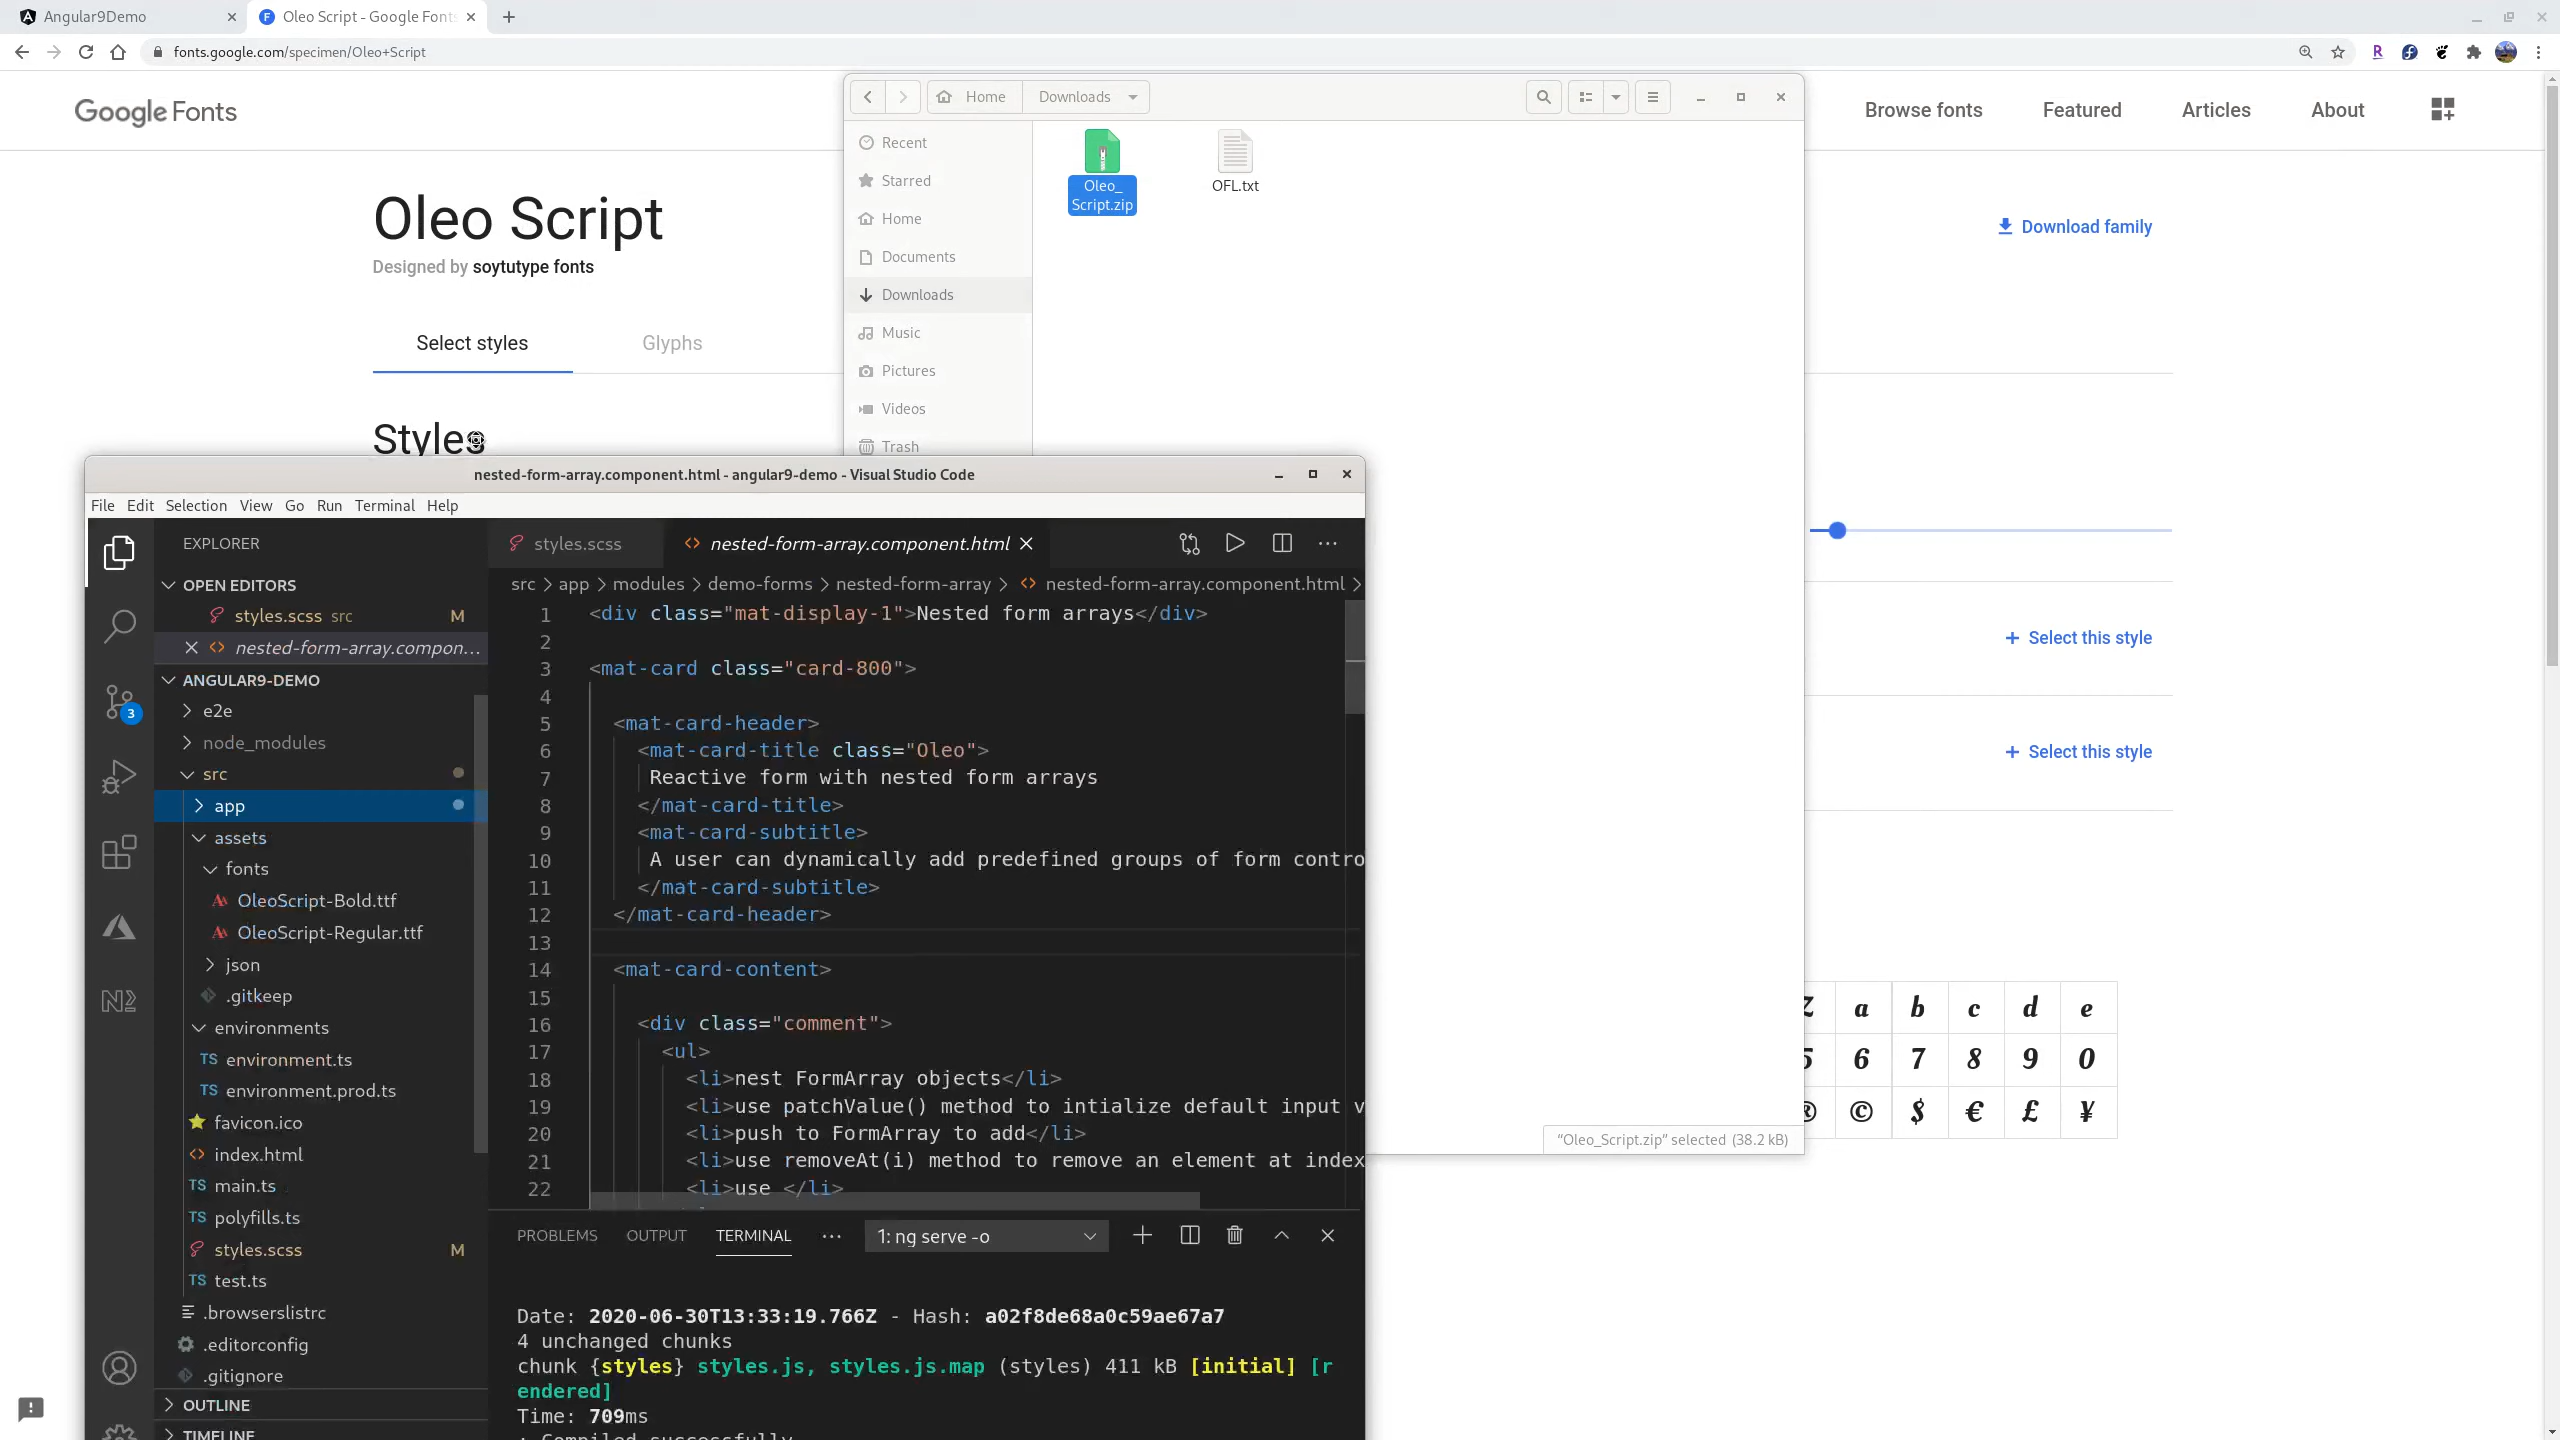 Angular9Demo
Oleo Script - Google Fonts
fonts.google.com/specimen/Oleo+Script
Google Fonts
Browse fonts
Featured
Articles
About
Oleo Script
Designed by soytutype fonts
Download family
Select styles
Glyphs
Styles
Select this style
Select this style
Z a b c d e
5 6 7 8 9 0
® © $ € £ ¥
Home
Downloads
Recent
Starred
Home
Documents
Downloads
Music
Pictures
Videos
Trash
Oleo_
Script.zip
OFL.txt
"Oleo_Script.zip" selected (38.2 kB)
nested-form-array.component.html - angular9-demo - Visual Studio Code
File Edit Selection View Go Run Terminal Help
EXPLORER
OPEN EDITORS
styles.scss src M
nested-form-array.compon...
ANGULAR9-DEMO
3
e2e
node_modules
src
app
assets
fonts
OleoScript-Bold.ttf
OleoScript-Regular.ttf
json
.gitkeep
environments
TS environment.ts
TS environment.prod.ts
favicon.ico
index.html
TS main.ts
TS polyfills.ts
styles.scss M
TS test.ts
.browserslistrc
.editorconfig
.gitignore
OUTLINE
TIMELINE
styles.scss
nested-form-array.component.html
src > app > modules > demo-forms > nested-form-array > <> nested-form-array.component.html >
1 <div class="mat-display-1">Nested form arrays</div>
2
3 <mat-card class="card-800">
4
5 <mat-card-header>
6 <mat-card-title class="Oleo">
7 Reactive form with nested form arrays
8 </mat-card-title>
9 <mat-card-subtitle>
10 A user can dynamically add predefined groups of form contro
11 </mat-card-subtitle>
12 </mat-card-header>
13
14 <mat-card-content>
15
16 <div class="comment">
17 <ul>
18 <li>nest FormArray objects</li>
19 <li>use patchValue() method to intialize default input v
20 <li>push to FormArray to add</li>
21 <li>use removeAt(i) method to remove an element at index
22 <li>use </li>
PROBLEMS OUTPUT TERMINAL ... 1: ng serve -o
Date: 2020-06-30T13:33:19.766Z - Hash: a02f8de68a0c59ae67a7
4 unchanged chunks
chunk {styles} styles.js, styles.js.map (styles) 411 kB [initial] [r
endered]
Time: 709ms
: Compiled successfully.